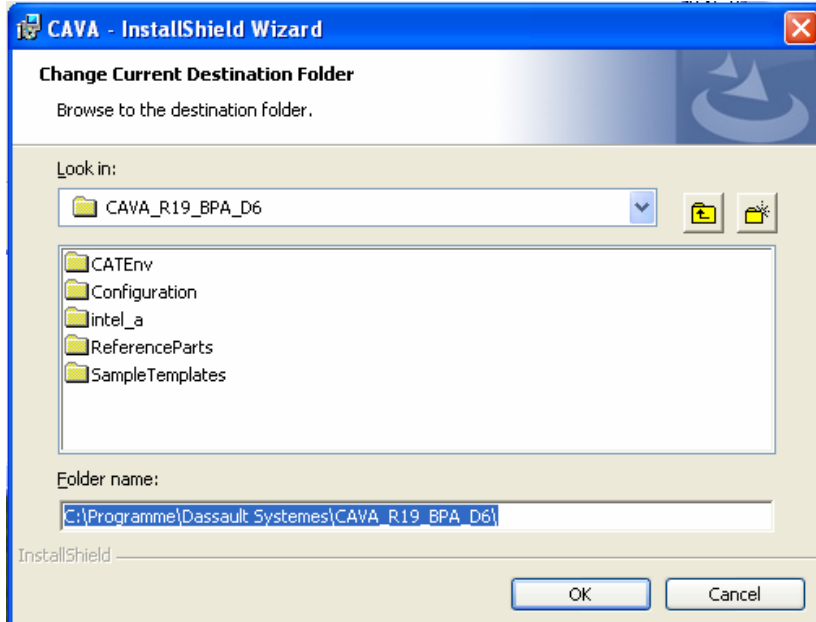 CAVA - InstallShield Wizard
Change Current Destination Folder
Browse to the destination folder.
Look in:
CAVA_R19_BPA_D6
CATEnv
Configuration
intel_a
ReferenceParts
SampleTemplates
Folder name:
C:\Programme\Dassault Systemes\CAVA_R19_BPA_D6\
InstallShield
OK Cancel